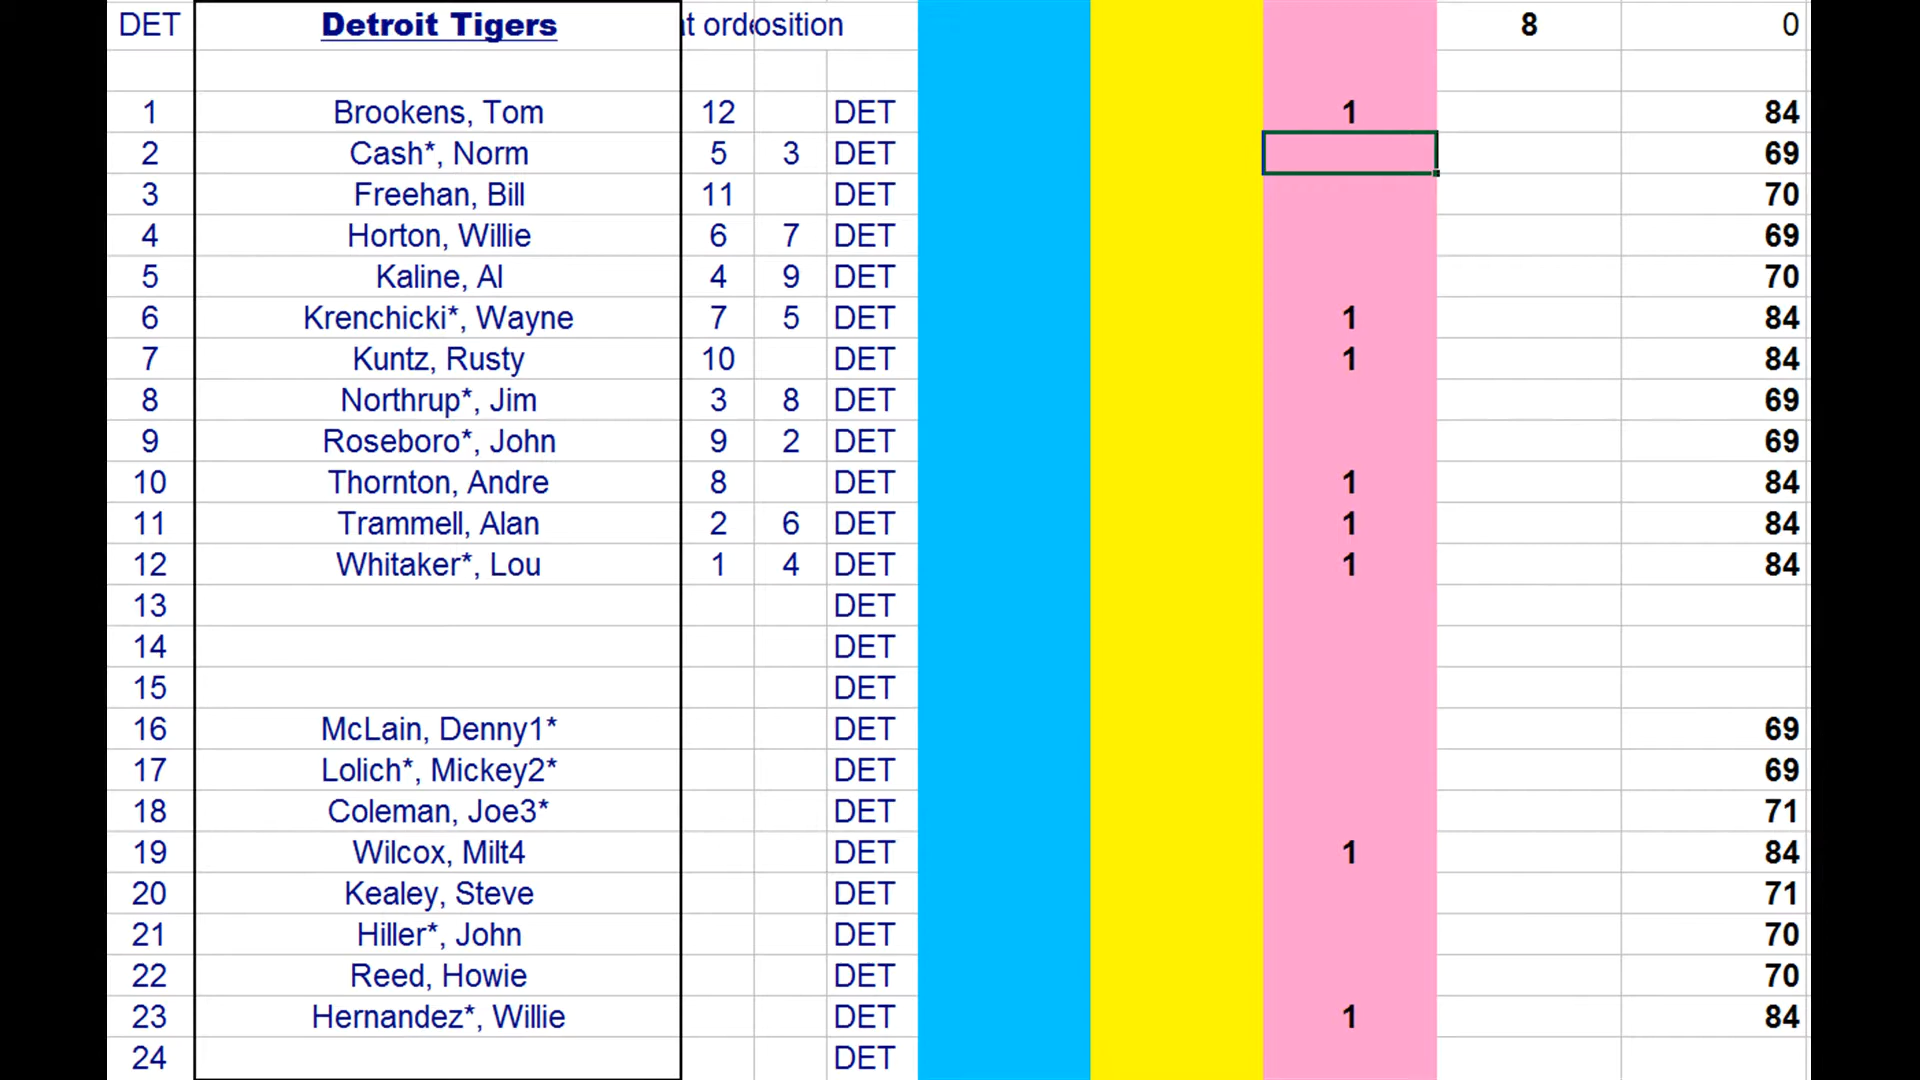 DET Detroit Tigers at orde osition 8 0
1 Brookens, Tom 12 DET 1 84
2 Cash*, Norm 5 3 DET 69
3 Freehan, Bill 11 DET 70
4 Horton, Willie 6 7 DET 69
5 Kaline, Al 4 9 DET 70
6 Krenchicki*, Wayne 7 5 DET 1 84
7 Kuntz, Rusty 10 DET 1 84
8 Northrup*, Jim 3 8 DET 69
9 Roseboro*, John 9 2 DET 69
10 Thornton, Andre 8 DET 1 84
11 Trammell, Alan 2 6 DET 1 84
12 Whitaker*, Lou 1 4 DET 1 84
13 DET
14 DET
15 DET
16 McLain, Denny1* DET 69
17 Lolich*, Mickey2* DET 69
18 Coleman, Joe3* DET 71
19 Wilcox, Milt4 DET 1 84
20 Kealey, Steve DET 71
21 Hiller*, John DET 70
22 Reed, Howie DET 70
23 Hernandez*, Willie DET 1 84
24 DET